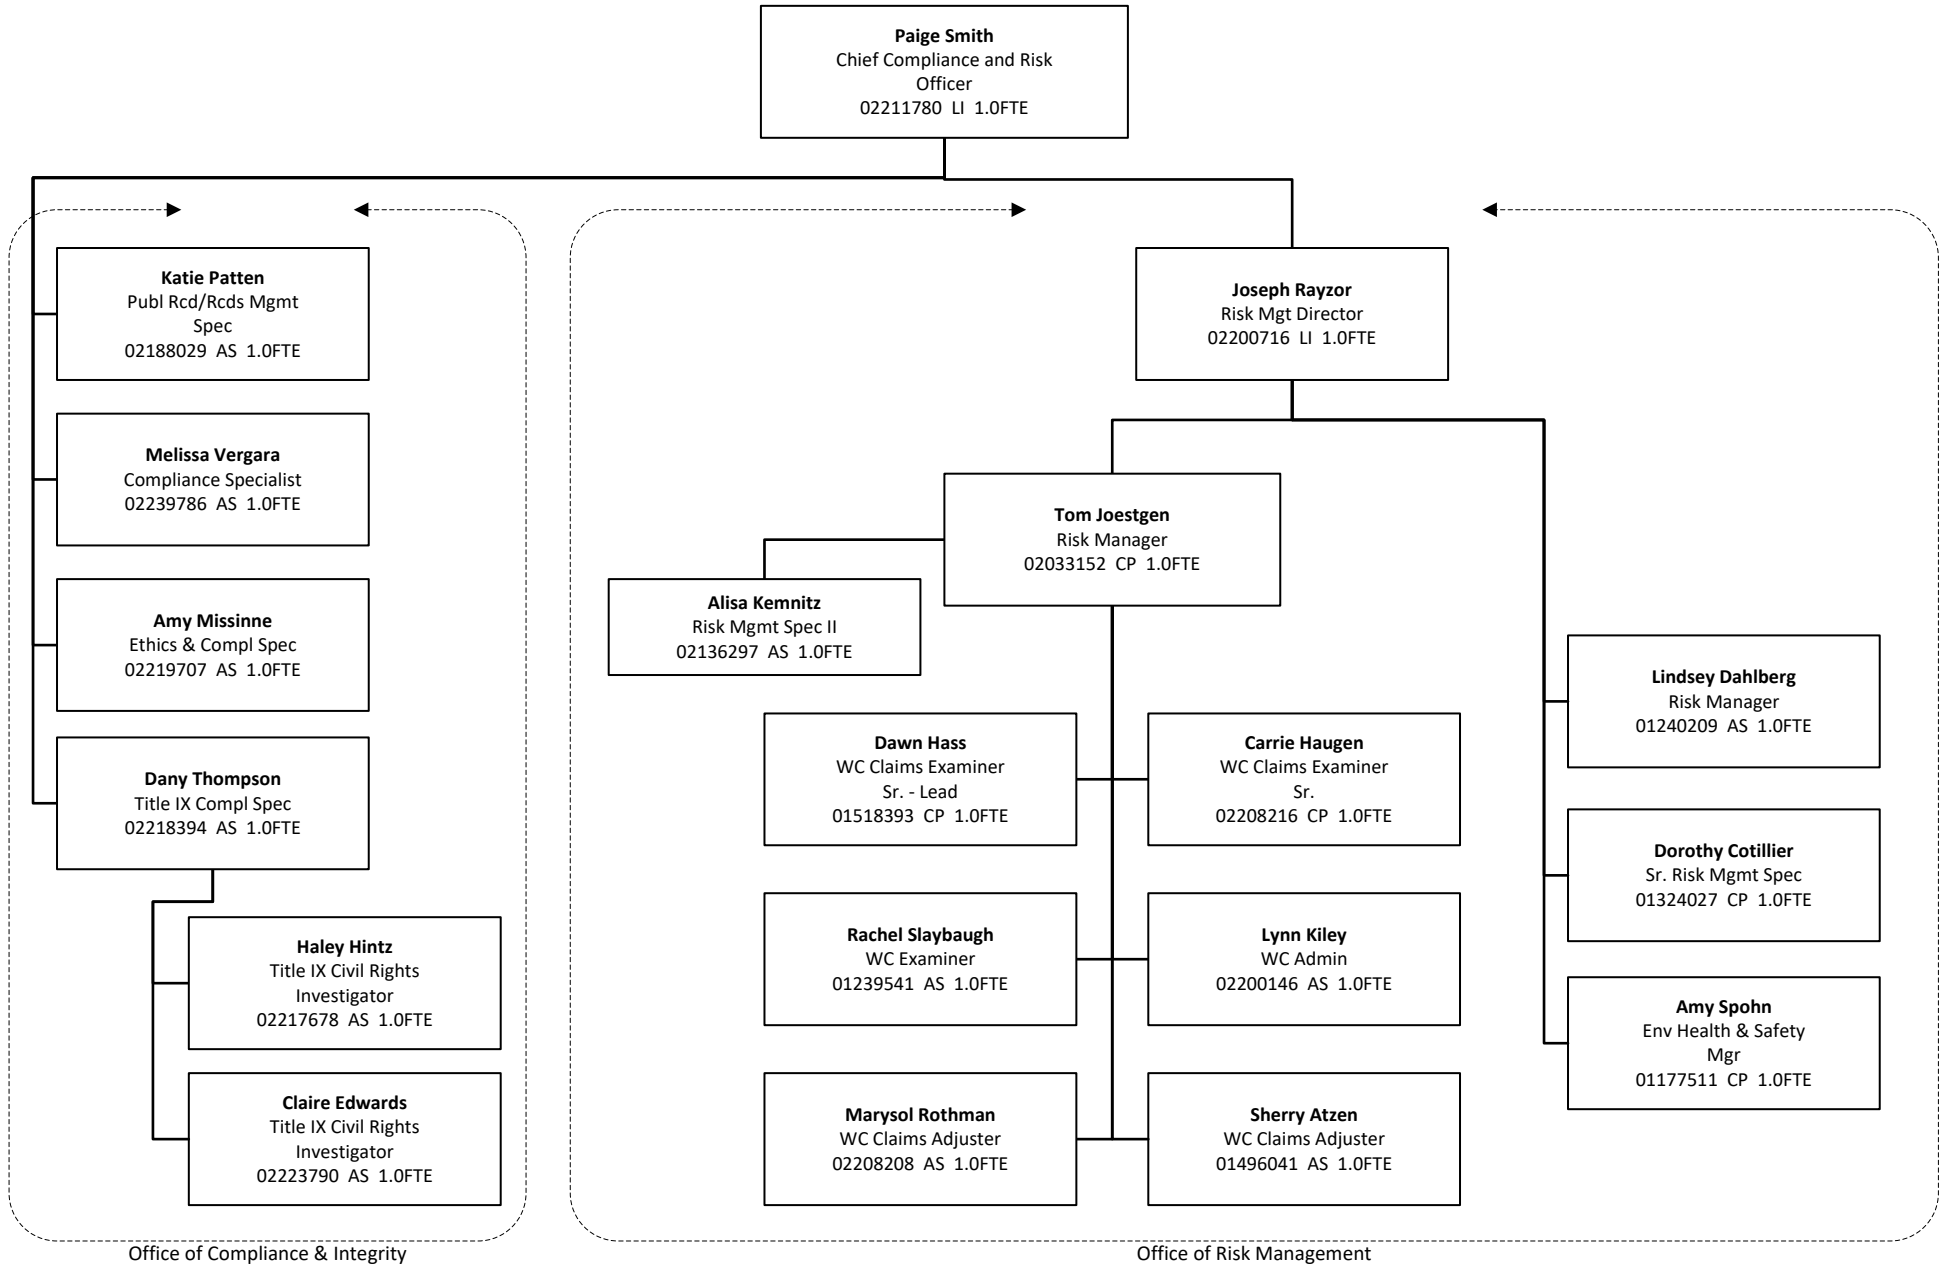 Paige Smith
Chief Compliance and Risk
Officer
02211780 LI 1.0FTE
Katie Patten
Publ Rcd/Rcds Mgmt
Spec
02188029 AS 1.0FTE
Melissa Vergara
Compliance Specialist
02239786 AS 1.0FTE
Amy Missinne
Ethics & Compl Spec
02219707 AS 1.0FTE
Dany Thompson
Title IX Compl Spec
02218394 AS 1.0FTE
Haley Hintz
Title IX Civil Rights
Investigator
02217678 AS 1.0FTE
Claire Edwards
Title IX Civil Rights
Investigator
02223790 AS 1.0FTE
Office of Compliance & Integrity
Joseph Rayzor
Risk Mgt Director
02200716 LI 1.0FTE
Tom Joestgen
Risk Manager
02033152 CP 1.0FTE
Alisa Kemnitz
Risk Mgmt Spec II
02136297 AS 1.0FTE
Dawn Hass
WC Claims Examiner
Sr. - Lead
01518393 CP 1.0FTE
Carrie Haugen
WC Claims Examiner
Sr.
02208216 CP 1.0FTE
Rachel Slaybaugh
WC Examiner
01239541 AS 1.0FTE
Lynn Kiley
WC Admin
02200146 AS 1.0FTE
Marysol Rothman
WC Claims Adjuster
02208208 AS 1.0FTE
Sherry Atzen
WC Claims Adjuster
01496041 AS 1.0FTE
Lindsey Dahlberg
Risk Manager
01240209 AS 1.0FTE
Dorothy Cotillier
Sr. Risk Mgmt Spec
01324027 CP 1.0FTE
Amy Spohn
Env Health & Safety
Mgr
01177511 CP 1.0FTE
Office of Risk Management